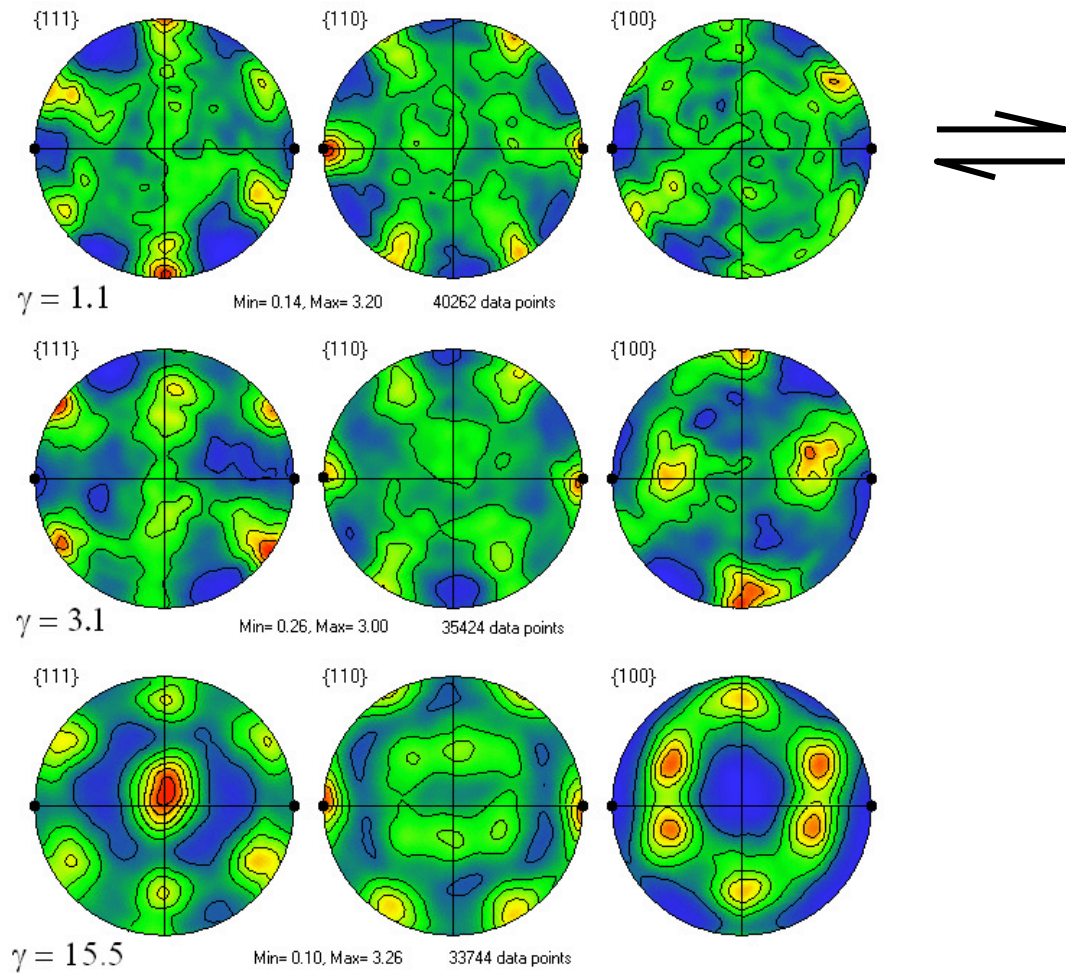 {111} {110} {100}
γ = 1.1 Min= 0.14, Max= 3.20 40262 data points
{111} {110} {100}
γ = 3.1 Min= 0.26, Max= 3.00 35424 data points
{111} {110} {100}
γ = 15.5 Min= 0.10, Max= 3.26 33744 data points